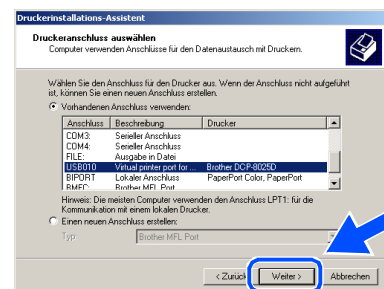 Druckerinstallations-Assistent
Druckeranschluss auswählen
Computer verwenden Anschlüsse für den Datenaustausch mit Druckern.
Wählen Sie den Anschluss für den Drucker aus. Wenn der Anschluss nicht aufgeführt
ist, können Sie einen neuen Anschluss erstellen.
Vorhandenen Anschluss verwenden:
Anschluss Beschreibung Drucker
COM3: Serieller Anschluss
COM4: Serieller Anschluss
FILE: Ausgabe in Datei
USB010 Virtual printer port for ... Brother DCP-8025D
BIPORT Lokaler Anschluss PaperPort Color, PaperPort
BMFC: Brother MFL Port
Hinweis: Die meisten Computer verwenden den Anschluss LPT1: für die
Kommunikation mit einem lokalen Drucker.
Einen neuen Anschluss erstellen:
Typ: Brother MFL Port
< Zurück Weiter > Abbrechen